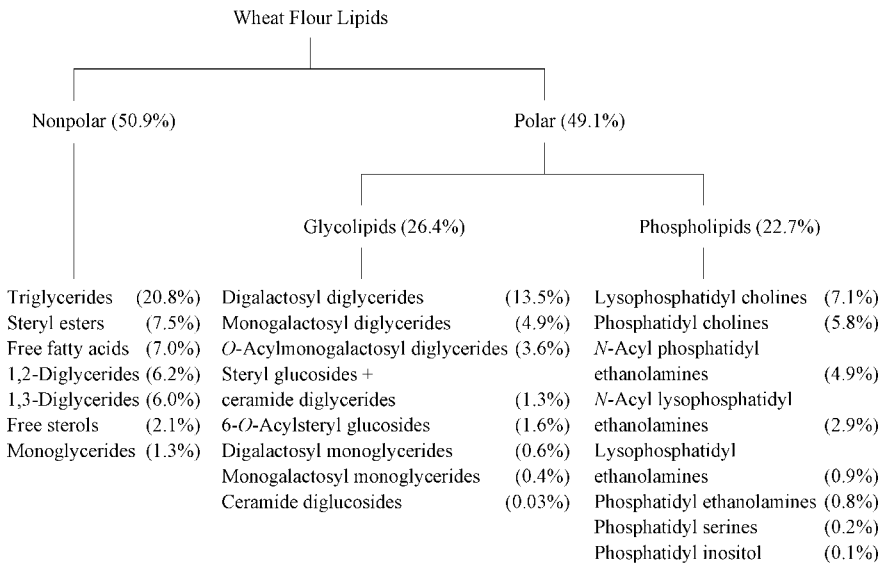 Wheat Flour Lipids
Nonpolar (50.9%)
Polar (49.1%)
Glycolipids (26.4%)
Phospholipids (22.7%)
Triglycerides (20.8%)
Steryl esters (7.5%)
Free fatty acids (7.0%)
1,2-Diglycerides (6.2%)
1,3-Diglycerides (6.0%)
Free sterols (2.1%)
Monoglycerides (1.3%)
Digalactosyl diglycerides (13.5%)
Monogalactosyl diglycerides (4.9%)
O-Acylmonogalactosyl diglycerides (3.6%)
Steryl glucosides +
ceramide diglycerides (1.3%)
6-O-Acylsteryl glucosides (1.6%)
Digalactosyl monoglycerides (0.6%)
Monogalactosyl monoglycerides (0.4%)
Ceramide diglucosides (0.03%)
Lysophosphatidyl cholines (7.1%)
Phosphatidyl cholines (5.8%)
N-Acyl phosphatidyl
ethanolamines (4.9%)
N-Acyl lysophosphatidyl
ethanolamines (2.9%)
Lysophosphatidyl
ethanolamines (0.9%)
Phosphatidyl ethanolamines (0.8%)
Phosphatidyl serines (0.2%)
Phosphatidyl inositol (0.1%)